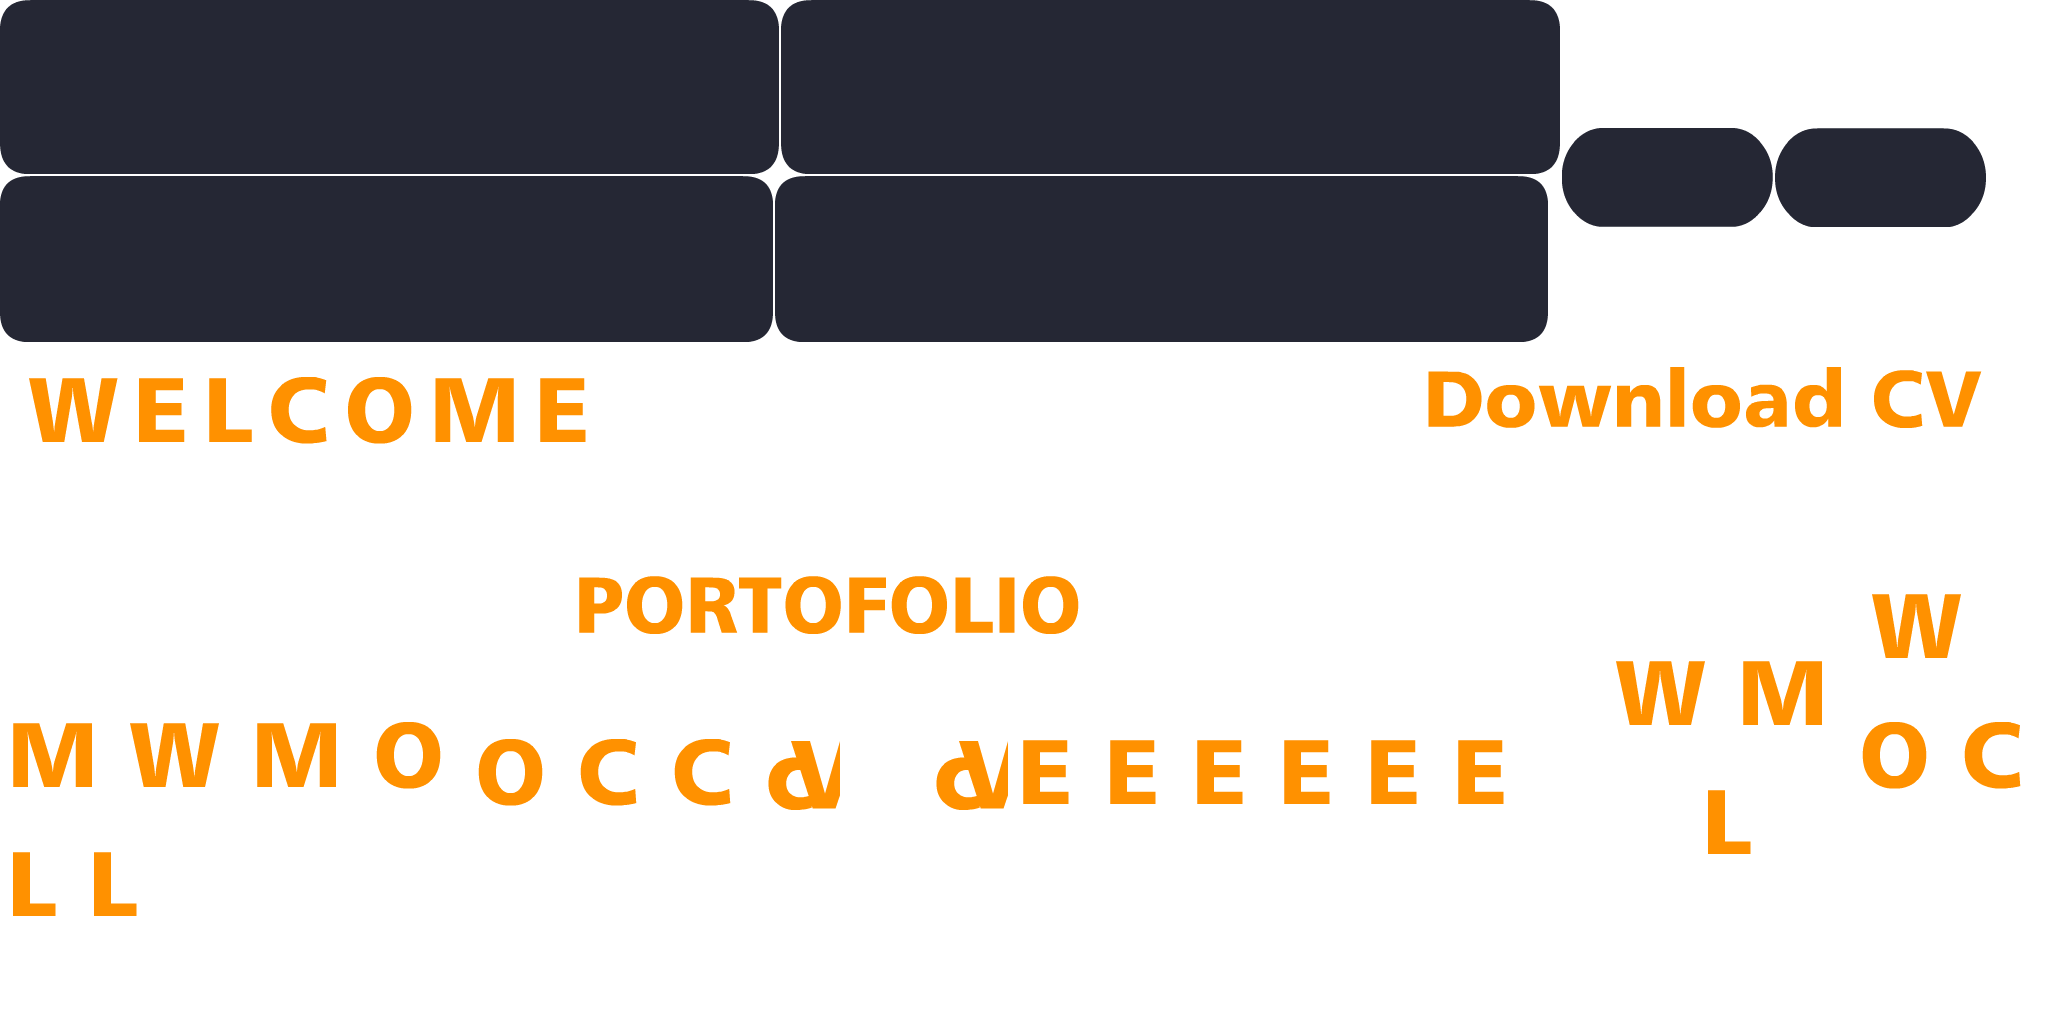 WELCOME
Download CV
PORTOFOLIO
W
W M
M W M O
O C
O C C
E E E E E E
L
L L